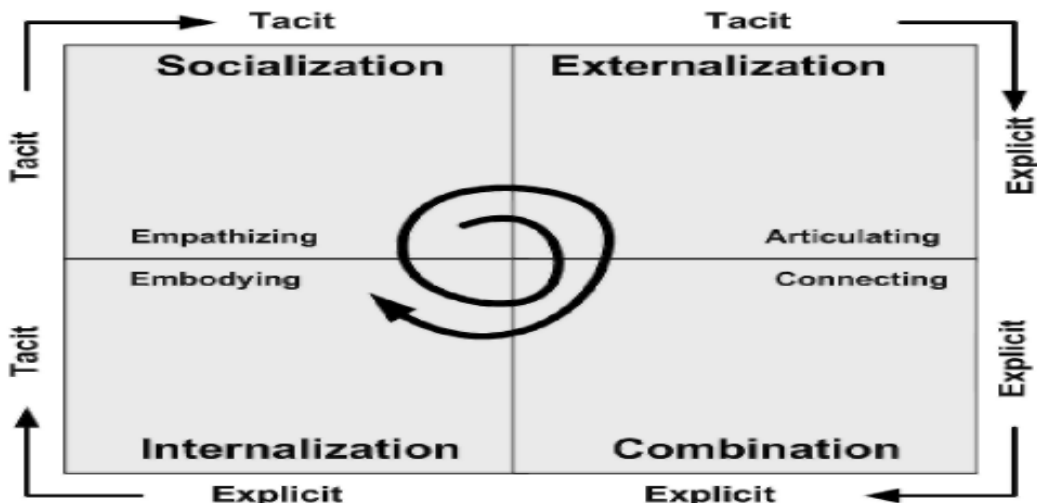 Tacit Tacit
Socialization Externalization
Tacit Explicit
Empathizing Articulating
Embodying Connecting
Tacit Explicit
Internalization Combination
Explicit Explicit